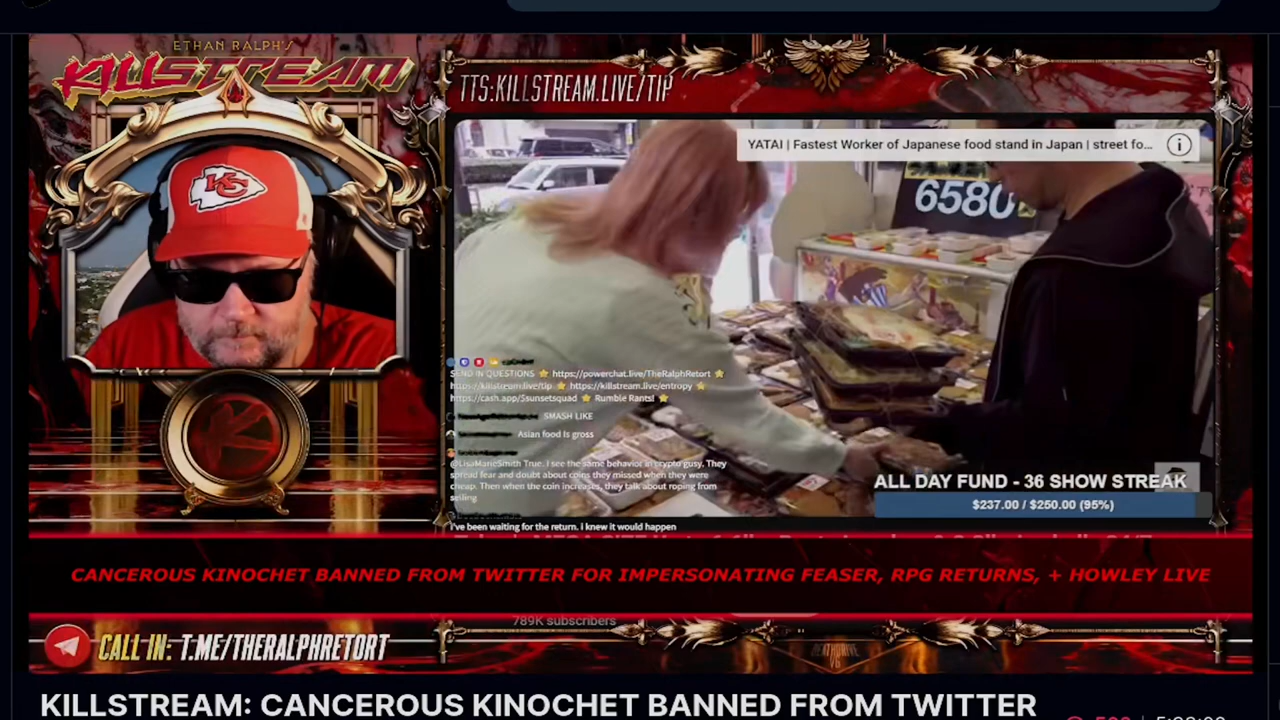 ETHAN RALPH'S
KILLSTREAM
TTS:KILLSTREAM.LIVE/TIP
YATAI | Fastest Worker of Japanese food stand in Japan | street fo...
KC
6580
SEND IN QUESTIONS ⭐ https://powerchat.live/TheRalphRetort ⭐
https://killstream.live/tip ⭐ https://killstream.live/entropy ⭐
https://cash.app/$sunsetsquad ⭐ Rumble Rants! ⭐
SMASH LIKE
Asian food is gross
@LisaMarieSmith True. I see the same behavior in crypto gusy. They
spread fear and doubt about coins they missed when they were
cheap. Then when the coin increases, they talk about roping from
selling
I've been waiting for the return. i knew it would happen
ALL DAY FUND - 36 SHOW STREAK
$237.00 / $250.00 (95%)
CANCEROUS KINOCHET BANNED FROM TWITTER FOR IMPERSONATING FEASER, RPG RETURNS, + HOWLEY LIVE
789K subscribers
CALL IN: T.ME/THERALPHRETORT
KILLSTREAM: CANCEROUS KINOCHET BANNED FROM TWITTER